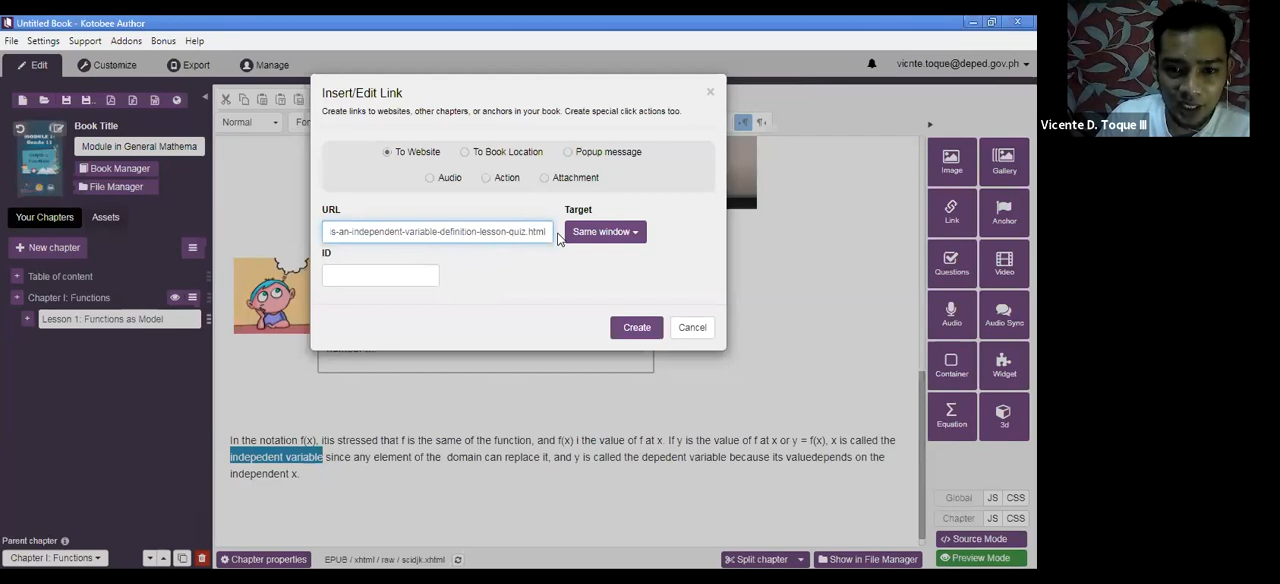 Untitled Book - Kotobee Author
File Settings Support Addons Bonus Help
Edit Customize Export Manage
vicnte.toque@deped.gov.ph
Normal
Book Title
Module in General Mathema
Book Manager
File Manager
Your Chapters Assets
New chapter
Table of content
Chapter I: Functions
Lesson 1: Functions as Model
Parent chapter
Chapter I: Functions
Insert/Edit Link
Create links to websites, other chapters, or anchors in your book. Create special click actions too.
To Website To Book Location Popup message
Audio Action Attachment
URL Target
is-an-independent-variable-definition-lesson-quiz.html Same window
ID
Create Cancel
In the notation f(x), itis stressed that f is the same of the function, and f(x) i the value of f at x. If y is the value of f at x or y = f(x), x is called the
indepedent variable since any element of the domain can replace it, and y is called the depedent variable because its valuedepends on the
independent x.
Chapter properties EPUB / xhtml / raw / scidjk.xhtml Split chapter Show in File Manager
Image Gallery
Link Anchor
Questions Video
Audio Audio Sync
Container Widget
Equation 3d
Global JS CSS
Chapter JS CSS
</> Source Mode
Preview Mode
Vicente D. Toque III